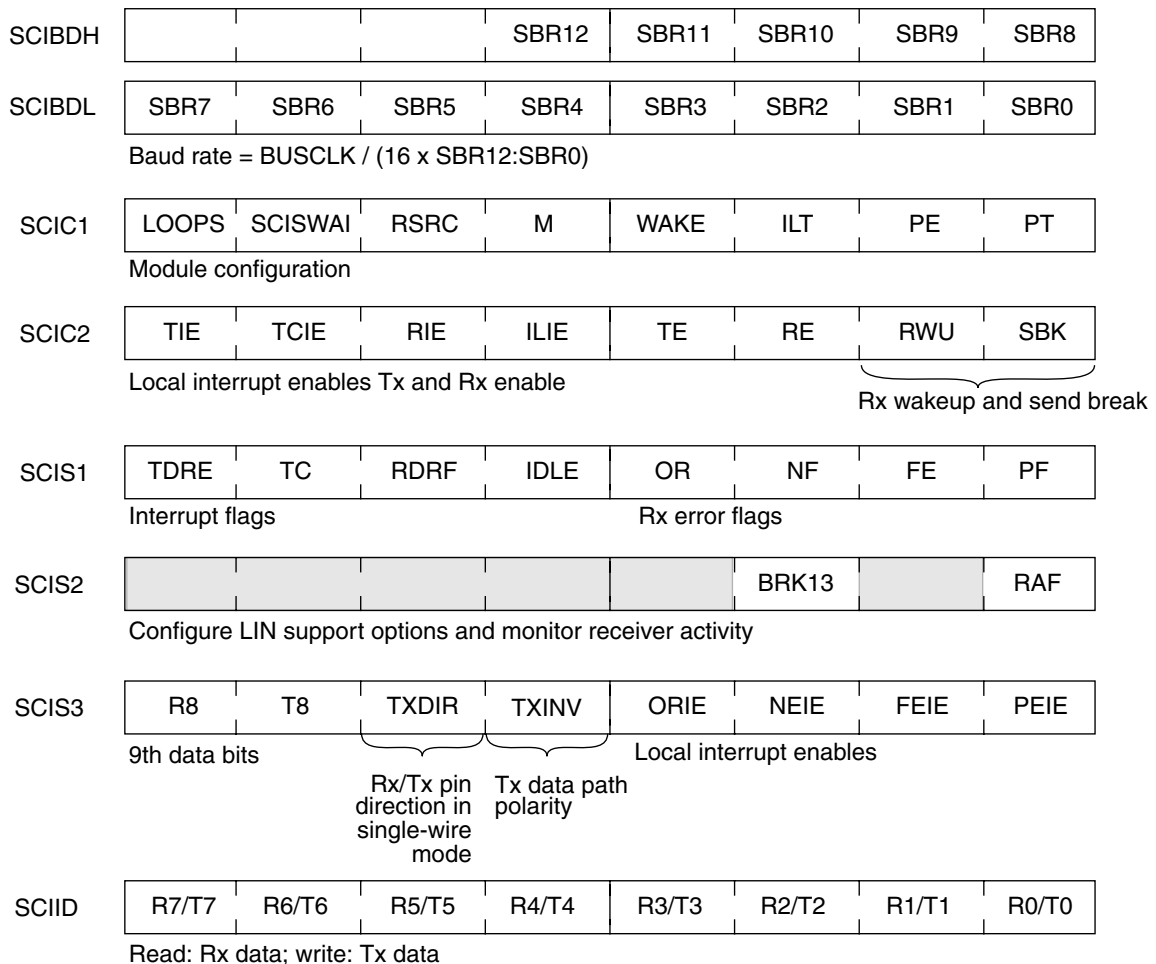 SCIBDH SBR12 SBR11 SBR10 SBR9 SBR8
SCIBDL SBR7 SBR6 SBR5 SBR4 SBR3 SBR2 SBR1 SBR0
Baud rate = BUSCLK / (16 x SBR12:SBR0)
SCIC1 LOOPS SCISWAI RSRC M WAKE ILT PE PT
Module configuration
SCIC2 TIE TCIE RIE ILIE TE RE RWU SBK
Local interrupt enables Tx and Rx enable
Rx wakeup and send break
SCIS1 TDRE TC RDRF IDLE OR NF FE PF
Interrupt flags Rx error flags
SCIS2 BRK13 RAF
Configure LIN support options and monitor receiver activity
SCIS3 R8 T8 TXDIR TXINV ORIE NEIE FEIE PEIE
9th data bits Local interrupt enables
Rx/Tx pin
direction in
single-wire
mode
Tx data path
polarity
SCIID R7/T7 R6/T6 R5/T5 R4/T4 R3/T3 R2/T2 R1/T1 R0/T0
Read: Rx data; write: Tx data